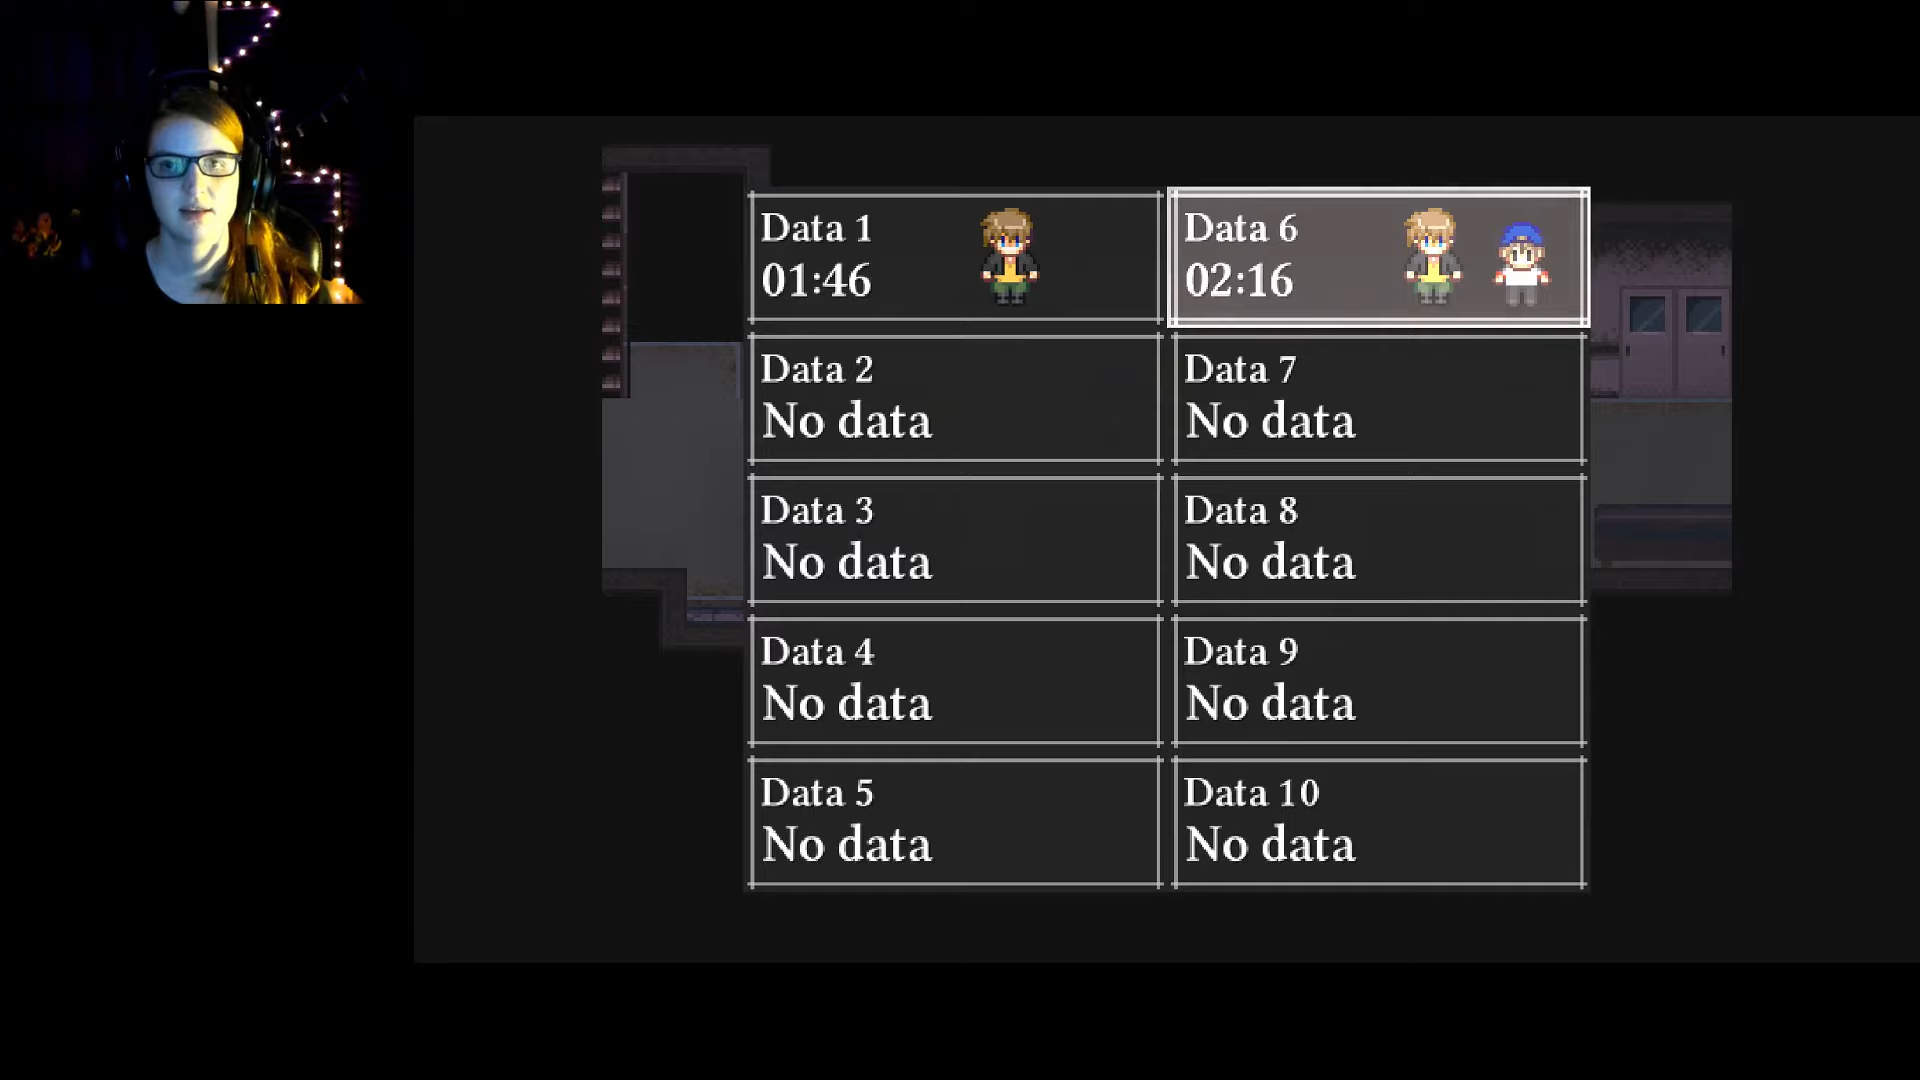 Data 1
01:46
Data 2
No data
Data 3
No data
Data 4
No data
Data 5
No data
Data 6
02:16
Data 7
No data
Data 8
No data
Data 9
No data
Data 10
No data